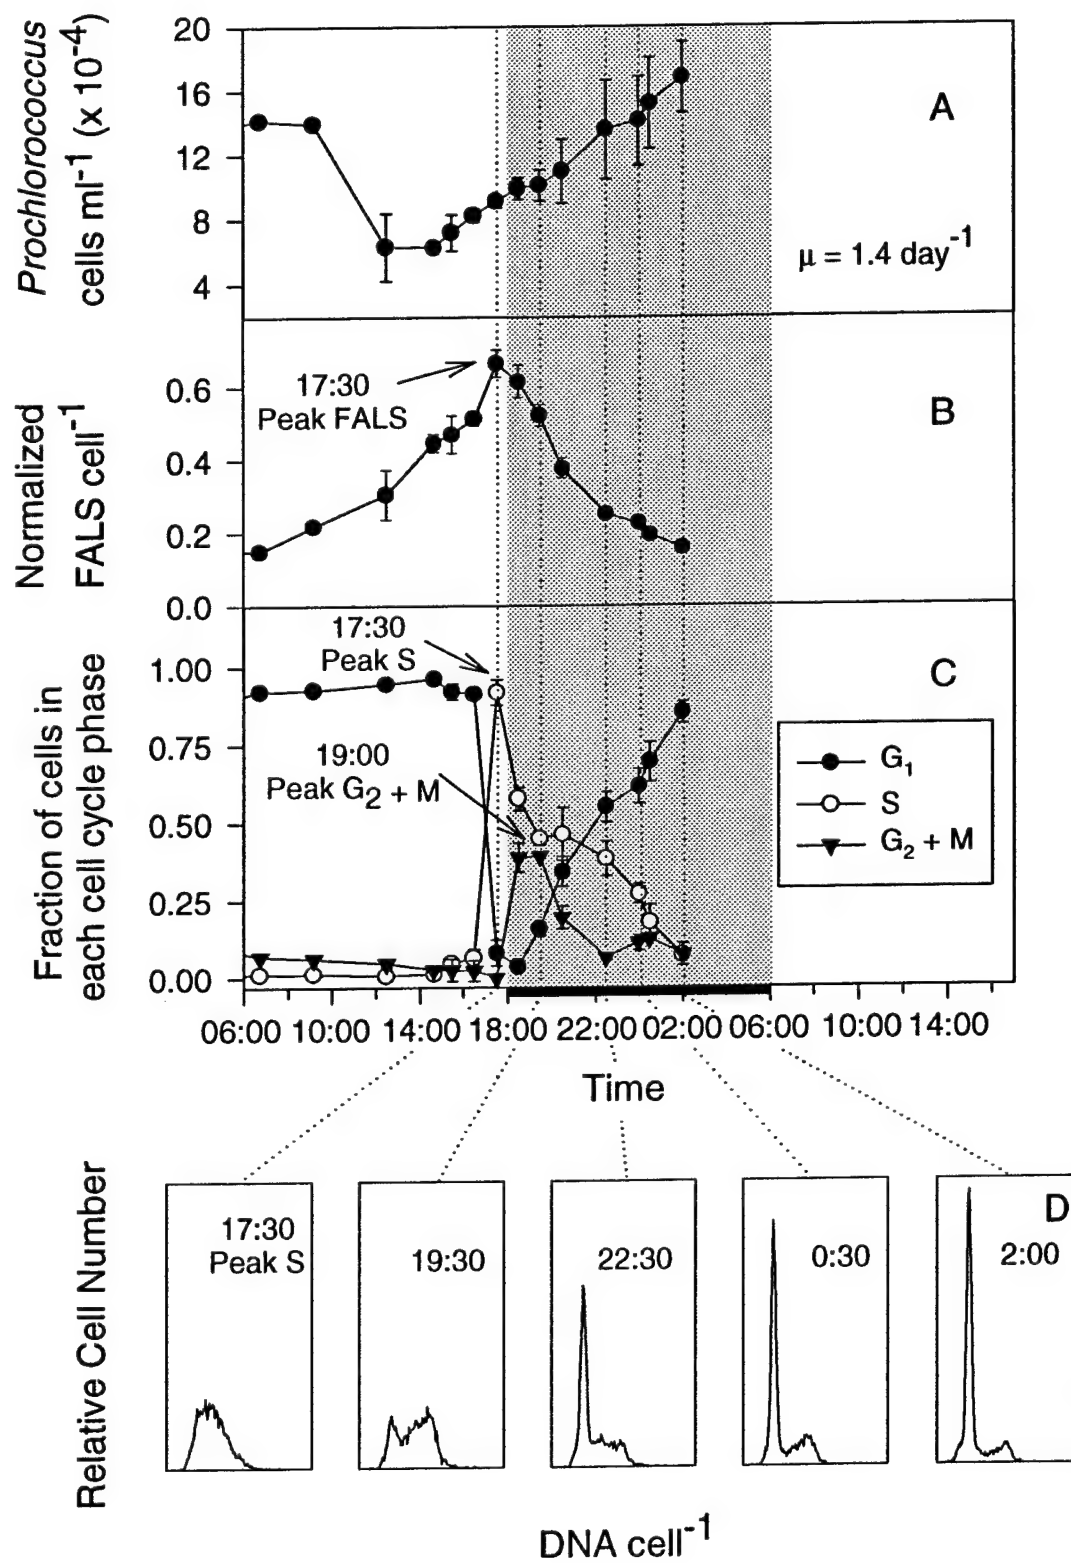 Prochlorococcus
cells ml⁻¹ (x 10⁻⁴)
20
16
12
8
4
A
μ = 1.4 day⁻¹
Normalized
FALS cell⁻¹
0.6
0.4
0.2
0.0
17:30
Peak FALS
B
Fraction of cells in
each cell cycle phase
1.00
0.75
0.50
0.25
0.00
17:30
Peak S
19:00
Peak G₂ + M
C
G₁
S
G₂ + M
06:00 10:00 14:00 18:00 22:00 02:00 06:00 10:00 14:00
Time
Relative Cell Number
17:30
Peak S
19:30
22:30
0:30
D
2:00
DNA cell⁻¹